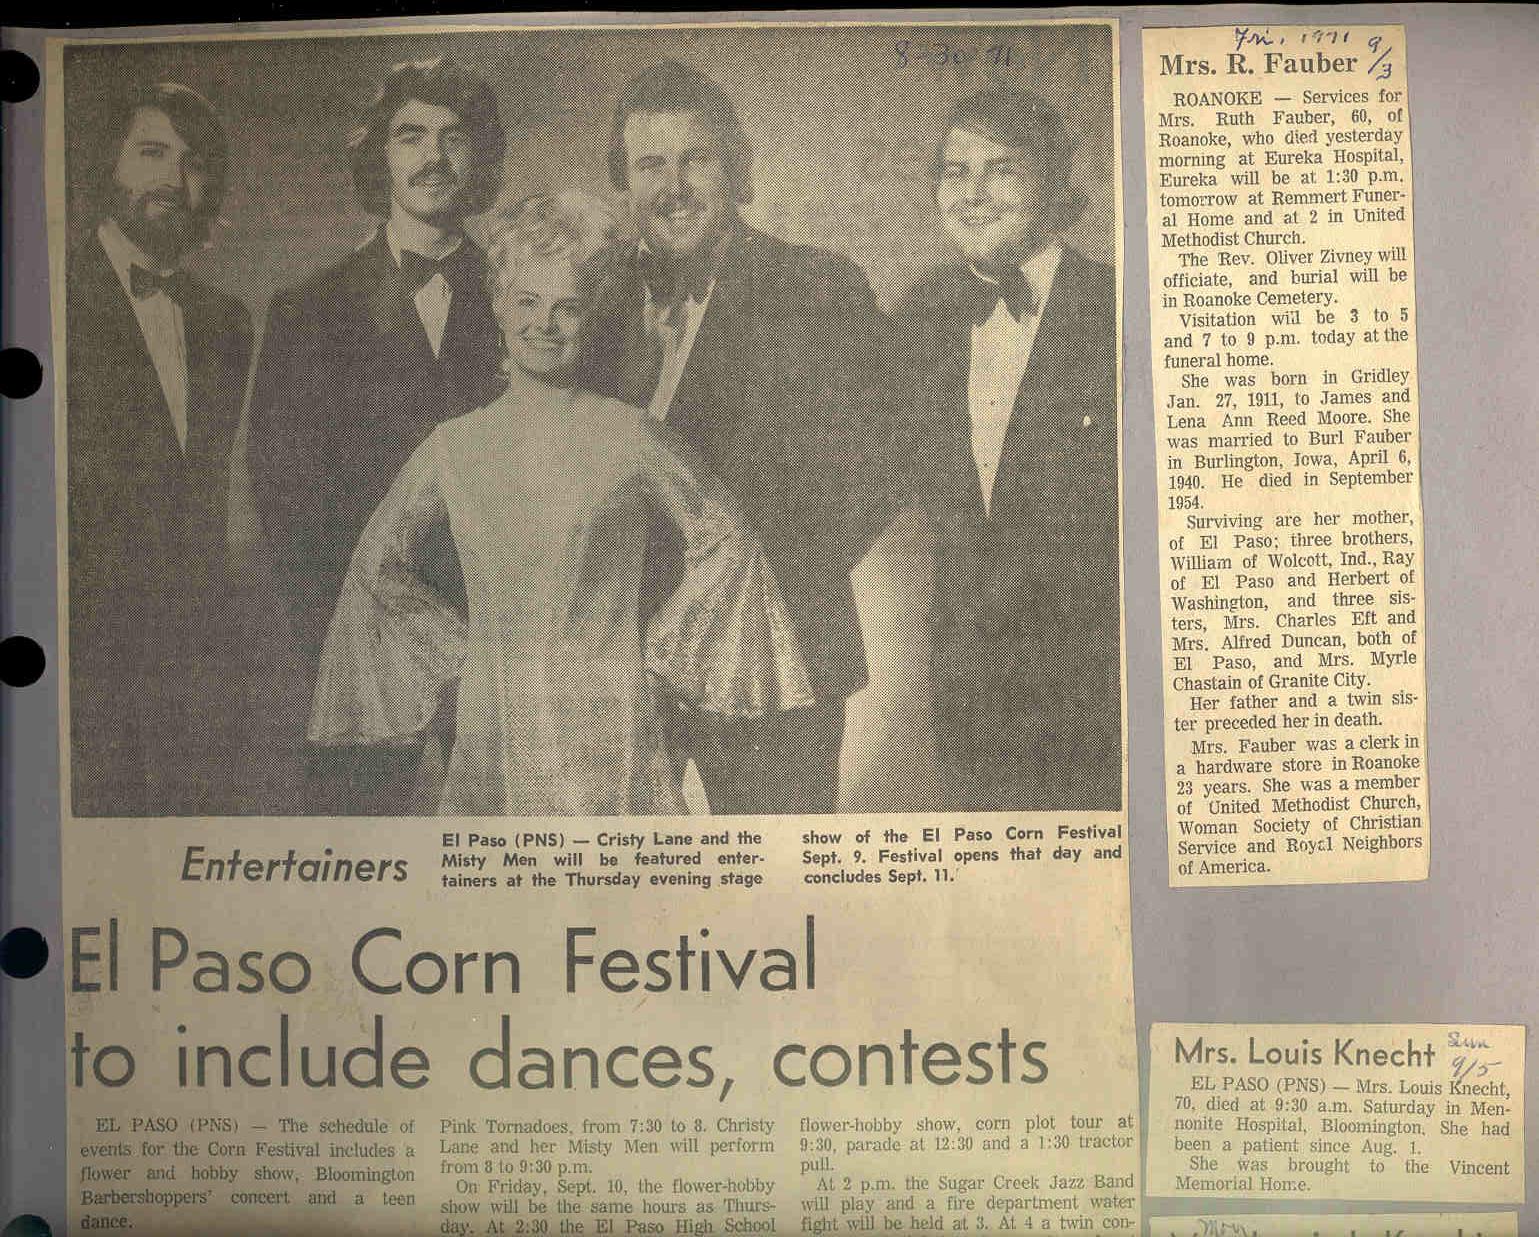 8-30 71
Entertainers
El Paso (PNS) — Cristy Lane and the
Misty Men will be featured enter-
tainers at the Thursday evening stage
show of the El Paso Corn Festival
Sept. 9. Festival opens that day and
concludes Sept. 11.
El Paso Corn Festival
to include dances, contests
EL PASO (PNS) — The schedule of
events for the Corn Festival includes a
flower and hobby show, Bloomington
Barbershoppers' concert and a teen
dance.
Pink Tornadoes, from 7:30 to 8. Christy
Lane and her Misty Men will perform
from 8 to 9:30 p.m.
On Friday, Sept. 10, the flower-hobby
show will be the same hours as Thurs-
day. At 2:30 the El Paso High School
flower-hobby show, corn plot tour at
9:30, parade at 12:30 and a 1:30 tractor
pull.
At 2 p.m. the Sugar Creek Jazz Band
will play and a fire department water
fight will be held at 3. At 4 a twin con-
Fri. 1971 9/3
Mrs. R. Fauber
ROANOKE — Services for
Mrs. Ruth Fauber, 60, of
Roanoke, who died yesterday
morning at Eureka Hospital,
Eureka will be at 1:30 p.m.
tomorrow at Remmert Funer-
al Home and at 2 in United
Methodist Church.
The Rev. Oliver Zivney will
officiate, and burial will be
in Roanoke Cemetery.
Visitation will be 3 to 5
and 7 to 9 p.m. today at the
funeral home.
She was born in Gridley
Jan. 27, 1911, to James and
Lena Ann Reed Moore. She
was married to Burl Fauber
in Burlington, Iowa, April 6,
1940. He died in September
1954.
Surviving are her mother,
of El Paso; three brothers,
William of Wolcott, Ind., Ray
of El Paso and Herbert of
Washington, and three sis-
ters, Mrs. Charles Eft and
Mrs. Alfred Duncan, both of
El Paso, and Mrs. Myrle
Chastain of Granite City.
Her father and a twin sis-
ter preceded her in death.
Mrs. Fauber was a clerk in
a hardware store in Roanoke
23 years. She was a member
of United Methodist Church,
Woman Society of Christian
Service and Royal Neighbors
of America.
Mrs. Louis Knecht Sun 9/5
EL PASO (PNS) — Mrs. Louis Knecht,
70, died at 9:30 a.m. Saturday in Men-
nonite Hospital, Bloomington. She had
been a patient since Aug. 1.
She was brought to the Vincent
Memorial Home.
Mon